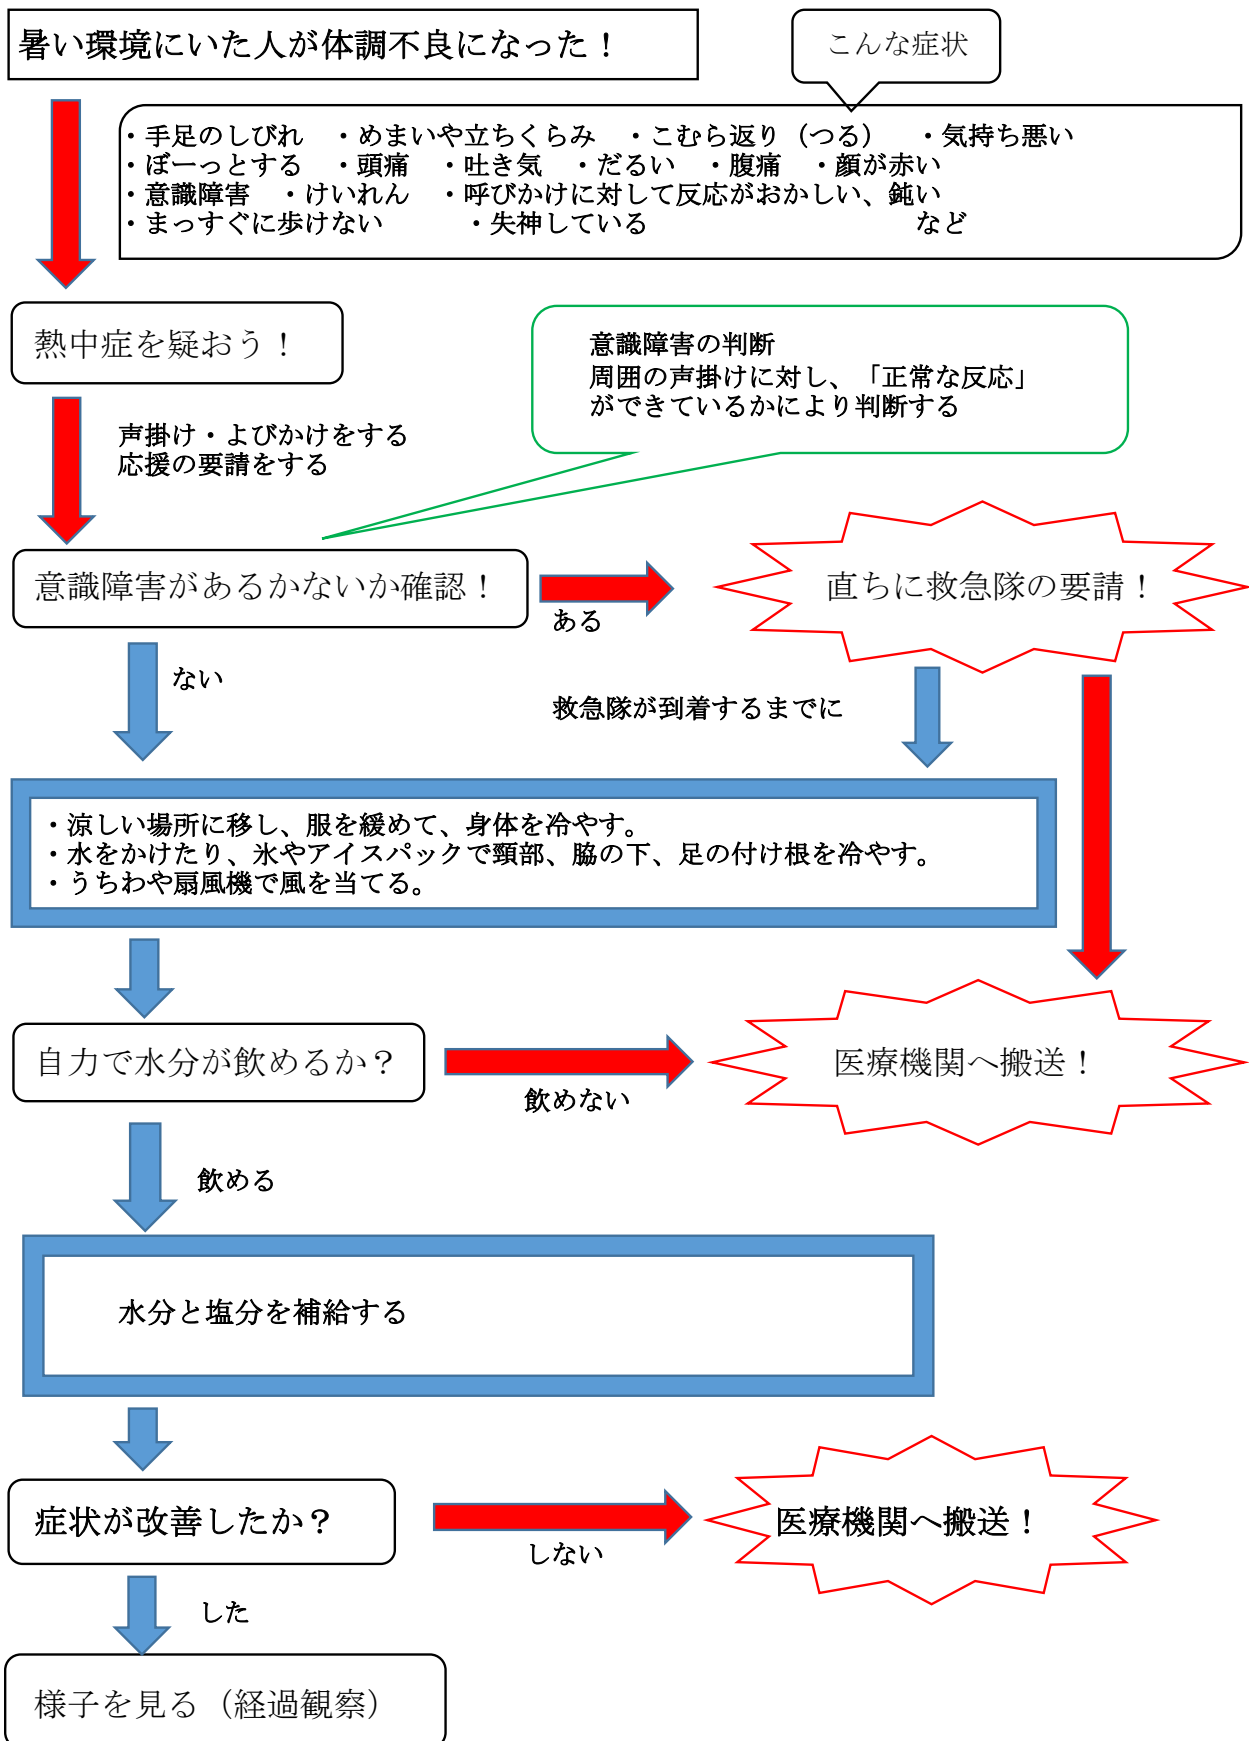 暑い環境にいた人が体調不良になった！
こんな症状
・手足のしびれ　・めまいや立ちくらみ　・こむら返り（つる）　・気持ち悪い
・ぼーっとする　・頭痛　・吐き気　・だるい　・腹痛　・顔が赤い
・意識障害　・けいれん　・呼びかけに対して反応がおかしい、鈍い
・まっすぐに歩けない　　　・失神している　　　　　　　　　　など
熱中症を疑おう！
意識障害の判断
周囲の声掛けに対し、「正常な反応」
ができているかにより判断する
声掛け・よびかけをする
応援の要請をする
意識障害があるかないか確認！
ある
直ちに救急隊の要請！
ない
救急隊が到着するまでに
・涼しい場所に移し、服を緩めて、身体を冷やす。
・水をかけたり、氷やアイスパックで頸部、脇の下、足の付け根を冷やす。
・うちわや扇風機で風を当てる。
自力で水分が飲めるか？
飲めない
医療機関へ搬送！
飲める
水分と塩分を補給する
症状が改善したか？
しない
医療機関へ搬送！
した
様子を見る（経過観察）